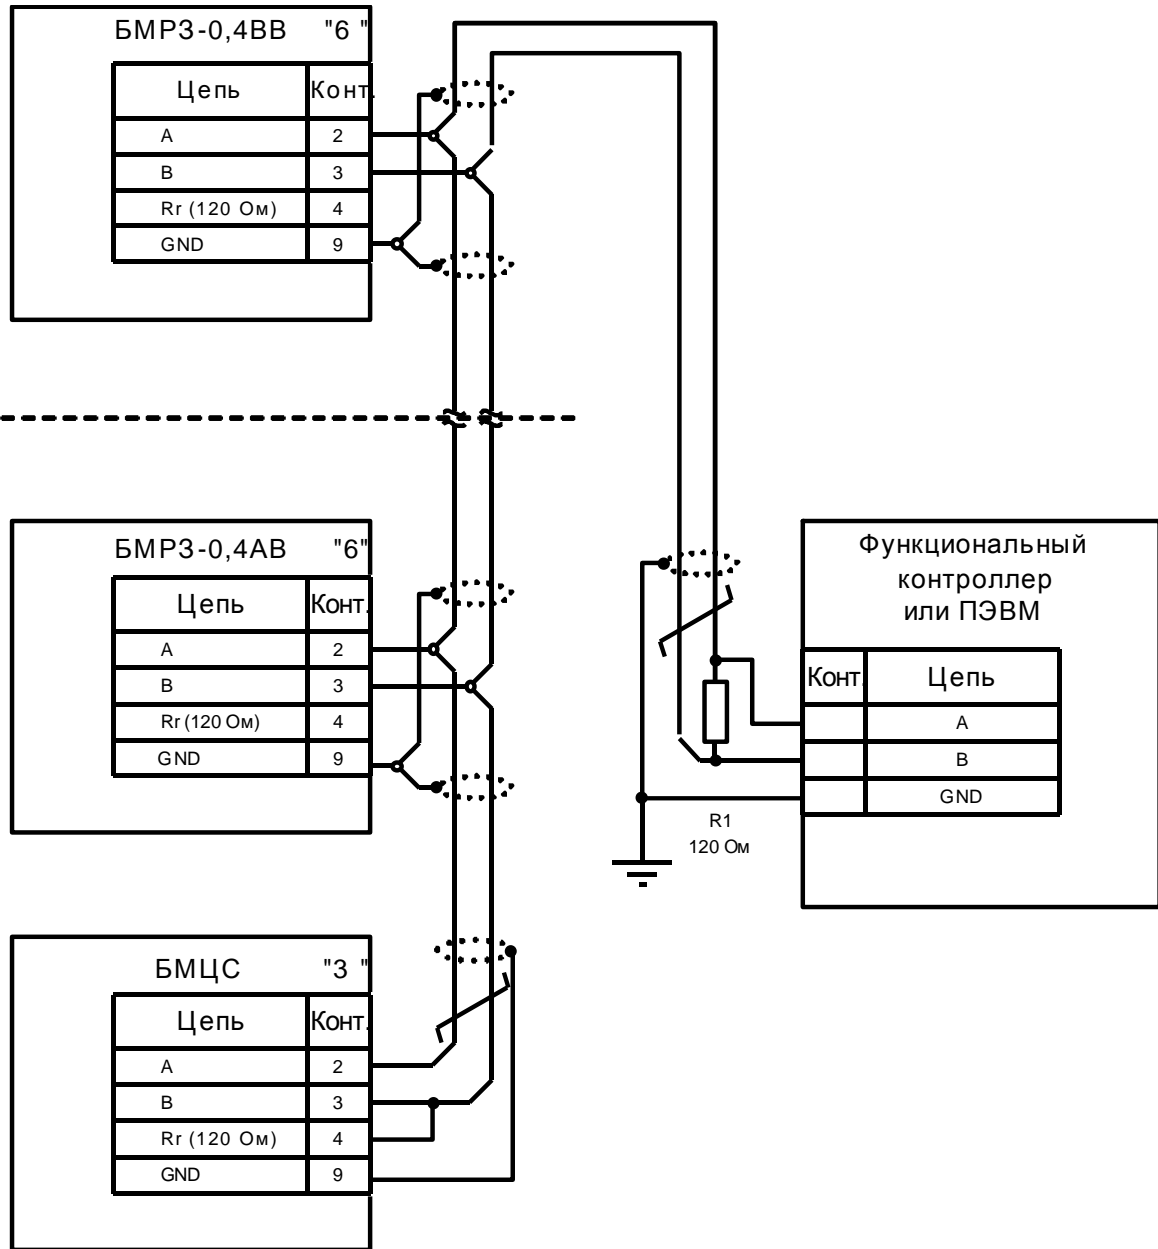 БМРЗ-0,4ВВ "6 "
Цепь Конт.
A 2
B 3
Rr (120 Ом) 4
GND 9
БМРЗ-0,4АВ "6"
Цепь Конт.
A 2
B 3
Rr (120 Ом) 4
GND 9
Функциональный
контроллер
или ПЭВМ
Конт. Цепь
A
B
GND
R1
120 Ом
БМЦС "3 "
Цепь Конт.
A 2
B 3
Rr (120 Ом) 4
GND 9